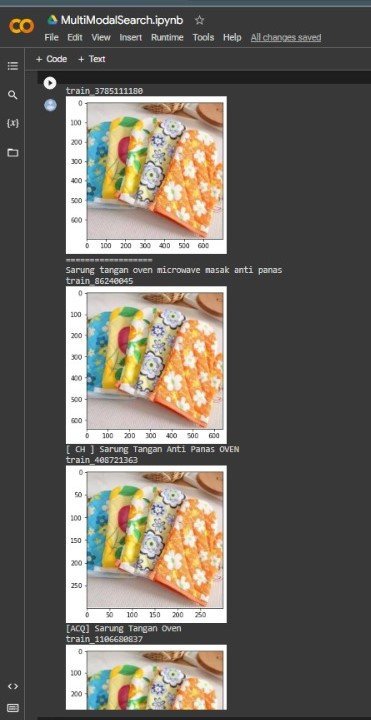 CO MultiModalSearch.ipynb
File Edit View Insert Runtime Tools Help All changes saved
+ Code + Text
{x}
train_3785111180
0
100
200
300
400
500
600
0 100 200 300 400 500 600
==================
Sarung tangan oven microwave masak anti panas
train_86240045
0
100
200
300
400
500
600
0 100 200 300 400 500 600
[ CH ] Sarung Tangan Anti Panas OVEN
train_408721363
0
50
100
150
200
250
0 50 100 150 200 250
[ACQ] Sarung Tangan Oven
train_1106680837
0
100
200
<>